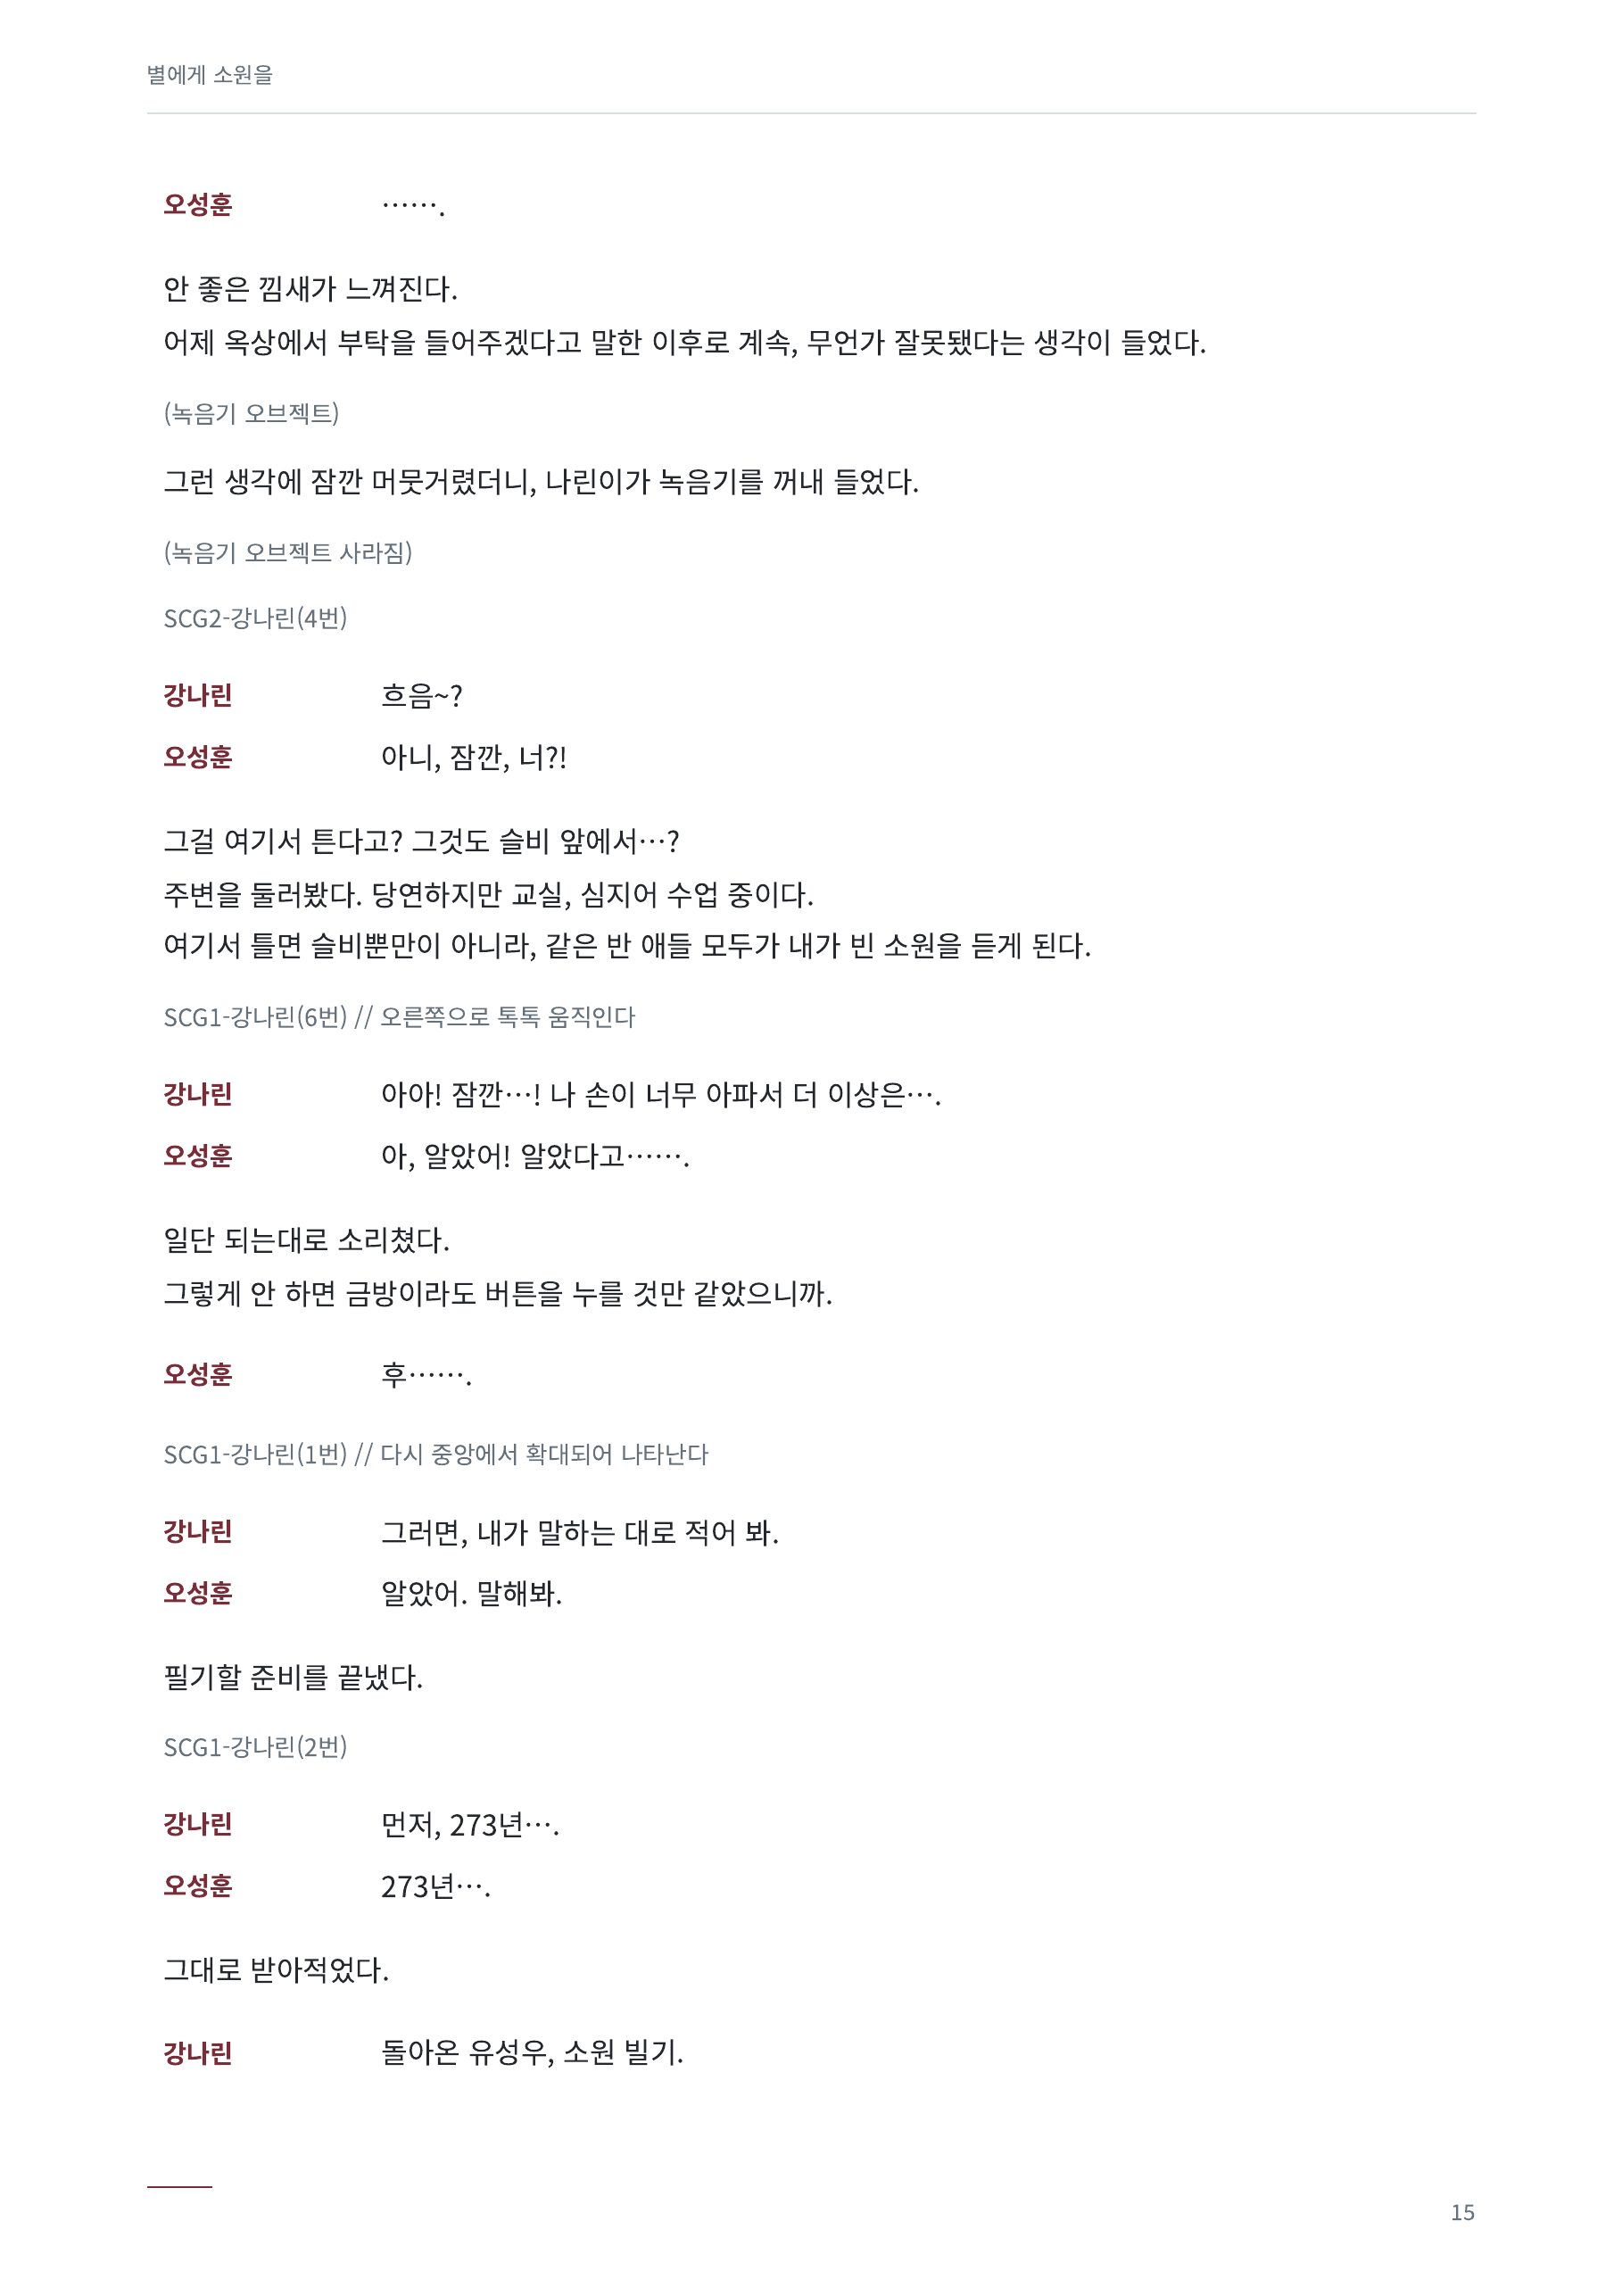 별에게 소원을
오성훈 ⋯⋯.
안 좋은 낌새가 느껴진다.
어제 옥상에서 부탁을 들어주겠다고 말한 이후로 계속, 무언가 잘못됐다는 생각이 들었다.
(녹음기 오브젝트)
그런 생각에 잠깐 머뭇거렸더니, 나린이가 녹음기를 꺼내 들었다.
(녹음기 오브젝트 사라짐)
SCG2-강나린(4번)
강나린 흐음~?
오성훈 아니, 잠깐, 너?!
그걸 여기서 튼다고? 그것도 슬비 앞에서⋯?
주변을 둘러봤다. 당연하지만 교실, 심지어 수업 중이다.
여기서 틀면 슬비뿐만이 아니라, 같은 반 애들 모두가 내가 빈 소원을 듣게 된다.
SCG1-강나린(6번) // 오른쪽으로 톡톡 움직인다
강나린 아아! 잠깐⋯! 나 손이 너무 아파서 더 이상은⋯.
오성훈 아, 알았어! 알았다고⋯⋯.
일단 되는대로 소리쳤다.
그렇게 안 하면 금방이라도 버튼을 누를 것만 같았으니까.
오성훈 후⋯⋯.
SCG1-강나린(1번) // 다시 중앙에서 확대되어 나타난다
강나린 그러면, 내가 말하는 대로 적어 봐.
오성훈 알았어. 말해봐.
필기할 준비를 끝냈다.
SCG1-강나린(2번)
강나린 먼저, 273년⋯.
오성훈 273년⋯.
그대로 받아적었다.
강나린 돌아온 유성우, 소원 빌기.
15